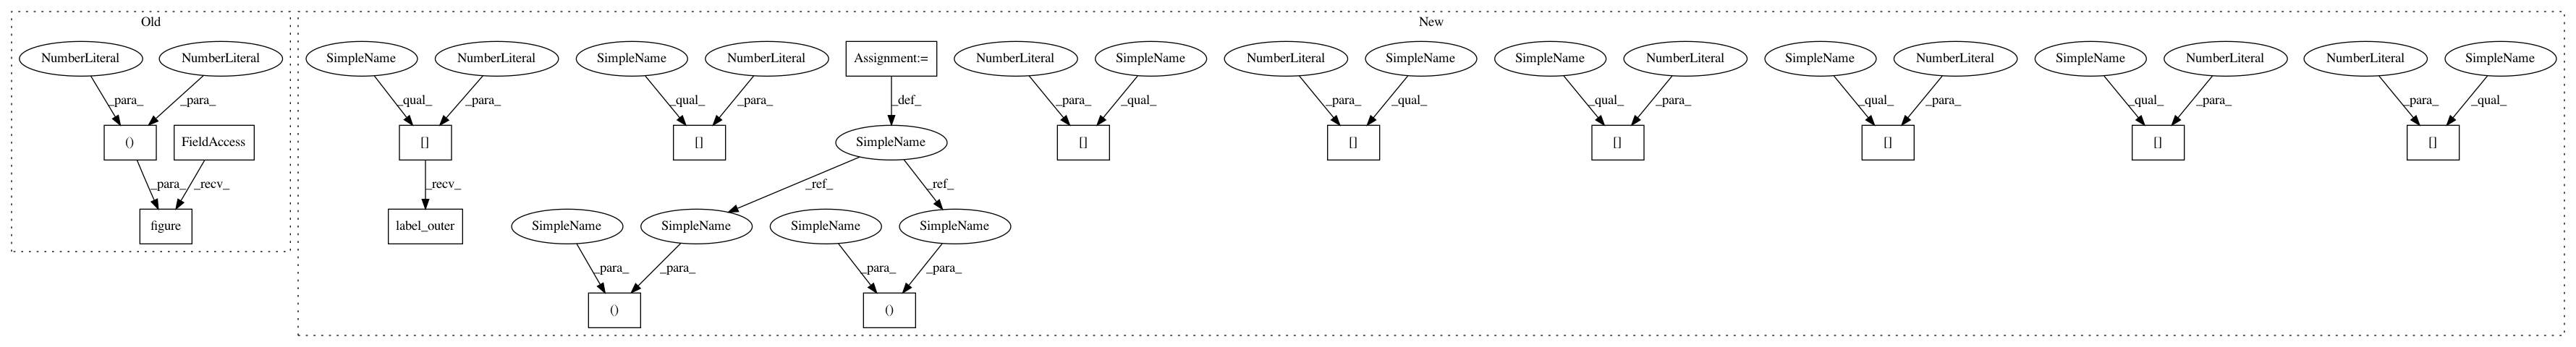 Old New
NumberLiteral NumberLiteral SimpleName NumberLiteral SimpleName NumberLiteral Assignment:= NumberLiteral SimpleName NumberLiteral SimpleName SimpleName NumberLiteral SimpleName NumberLiteral SimpleName NumberLiteral NumberLiteral SimpleName
_para_ _para_ _qual_ _para_ _qual_ _para_ _def_ _para_ _qual_ _para_ _qual_ _qual_ _para_ _qual_ _para_ _qual_ _para_ _para_ _qual_
() FieldAccess [] [] SimpleName [] [] [] [] [] []
_para_ _recv_ _recv_ _ref_ _ref_
figure label_outer SimpleName SimpleName SimpleName SimpleName
_para_ _para_ _para_ _para_
() ()